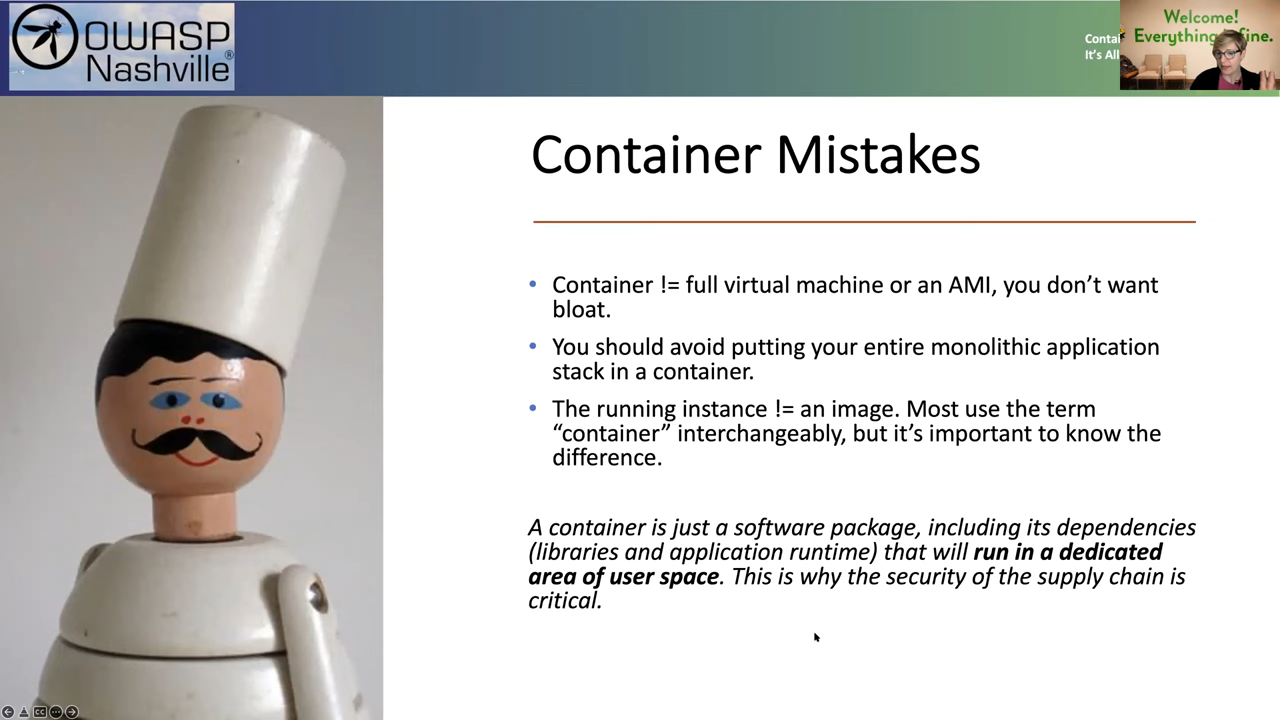 OWASP
Nashville®
Contai
It's All
Welcome!
Everything fine.
Container Mistakes
• Container != full virtual machine or an AMI, you don’t want
bloat.
• You should avoid putting your entire monolithic application
stack in a container.
• The running instance != an image. Most use the term
“container” interchangeably, but it’s important to know the
difference.
A container is just a software package, including its dependencies
(libraries and application runtime) that will run in a dedicated
area of user space. This is why the security of the supply chain is
critical.
CC